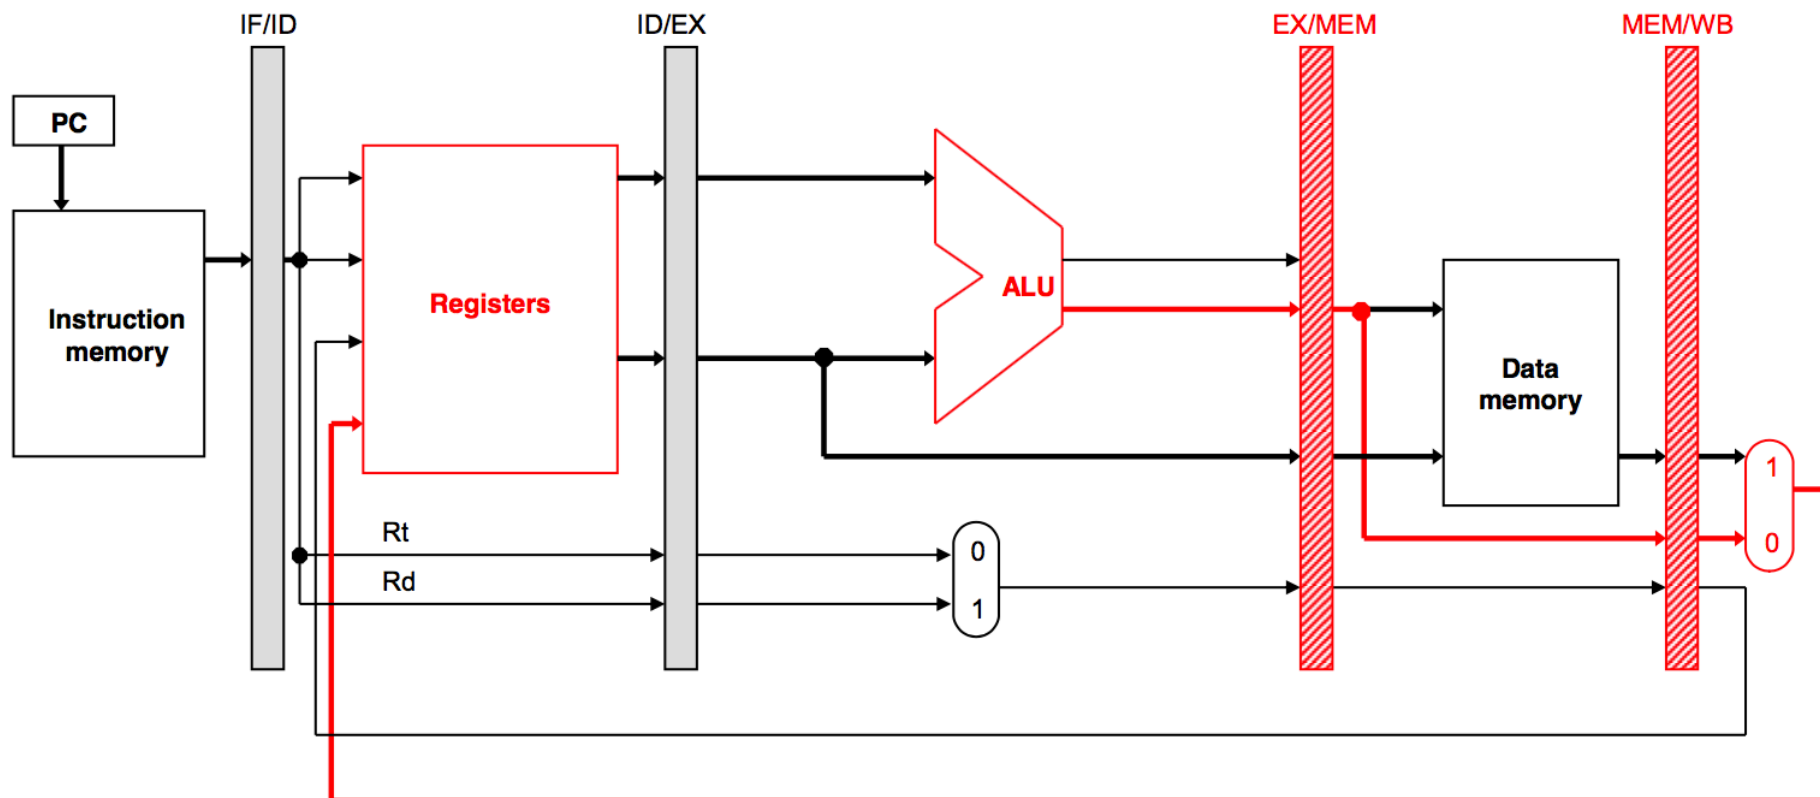 IF/ID
ID/EX
EX/MEM
MEM/WB
PC
Instruction
memory
Registers
ALU
Data
memory
1
0
Rt
Rd
0
1